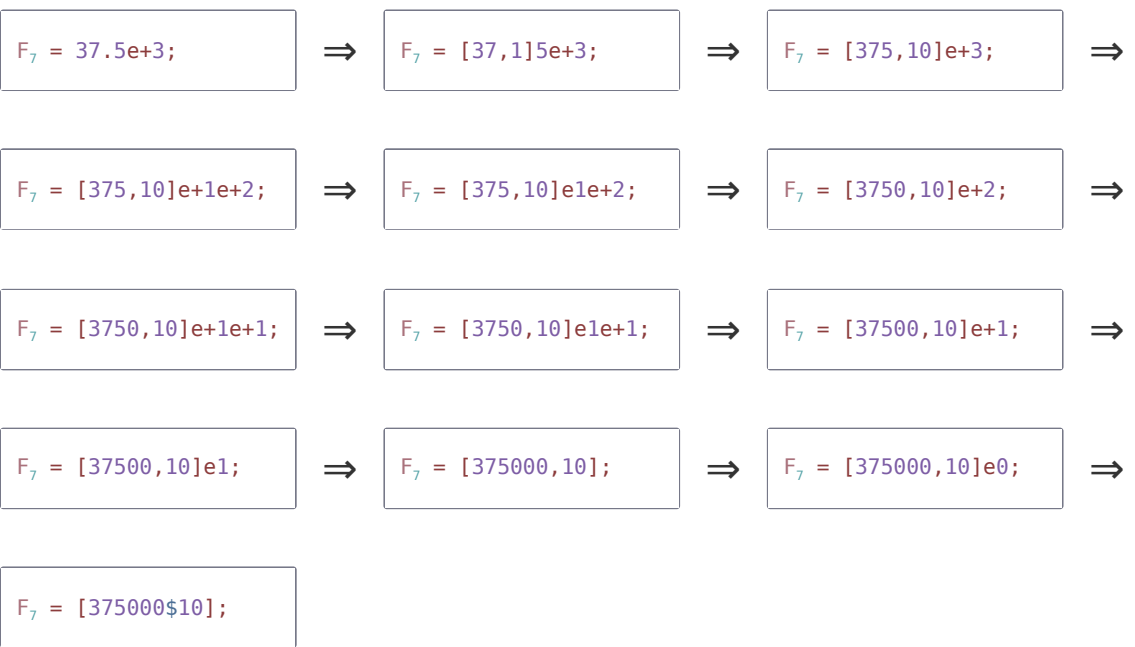 F₇ = 37.5e+3; ⇒ F₇ = [37,1]5e+3; ⇒ F₇ = [375,10]e+3; ⇒
F₇ = [375,10]e+1e+2; ⇒ F₇ = [375,10]e1e+2; ⇒ F₇ = [3750,10]e+2; ⇒
F₇ = [3750,10]e+1e+1; ⇒ F₇ = [3750,10]e1e+1; ⇒ F₇ = [37500,10]e+1; ⇒
F₇ = [37500,10]e1; ⇒ F₇ = [375000,10]; ⇒ F₇ = [375000,10]e0; ⇒
F₇ = [375000$10];